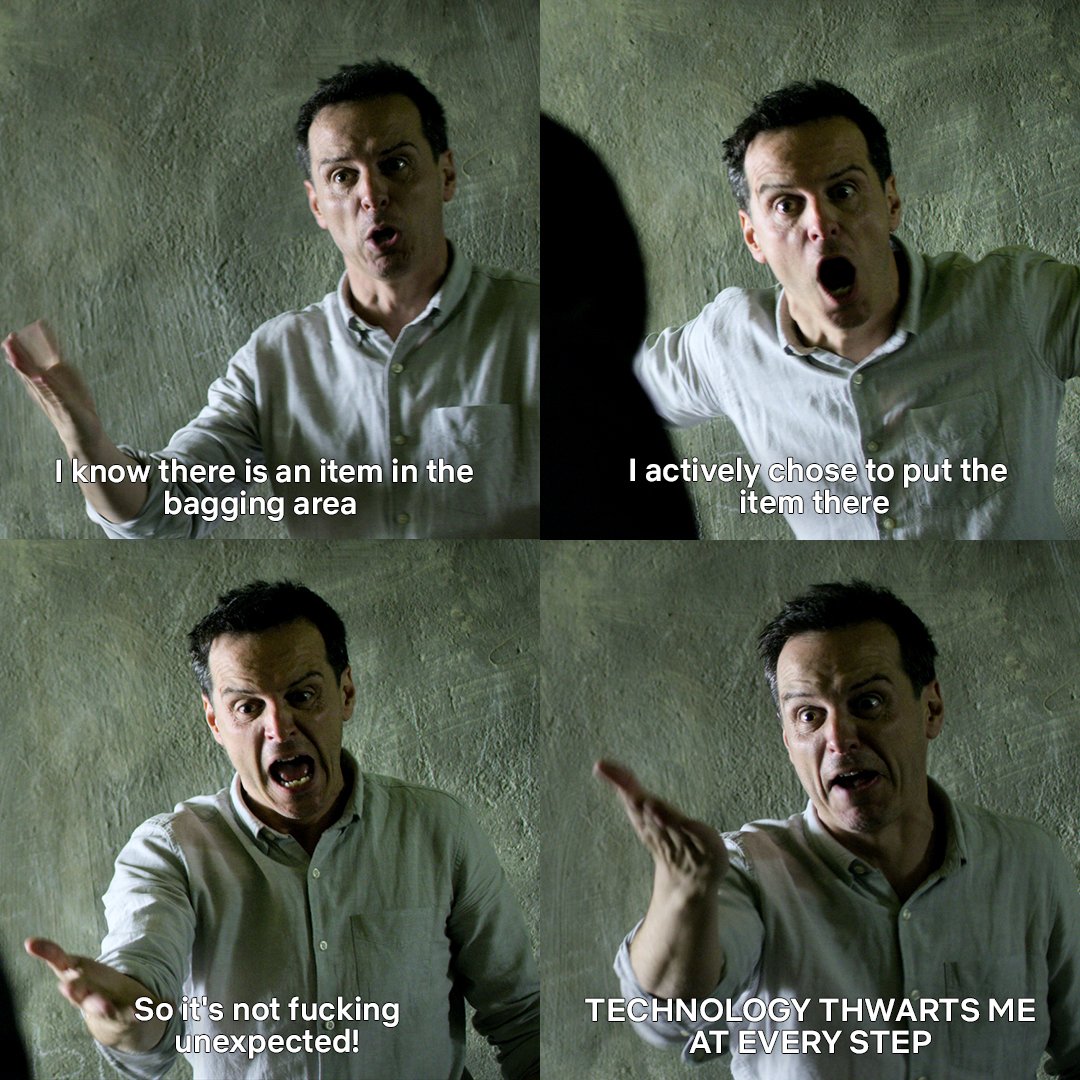 I know there is an item in the
bagging area
I actively chose to put the
item there
So it's not fucking
unexpected!
TECHNOLOGY THWARTS ME
AT EVERY STEP